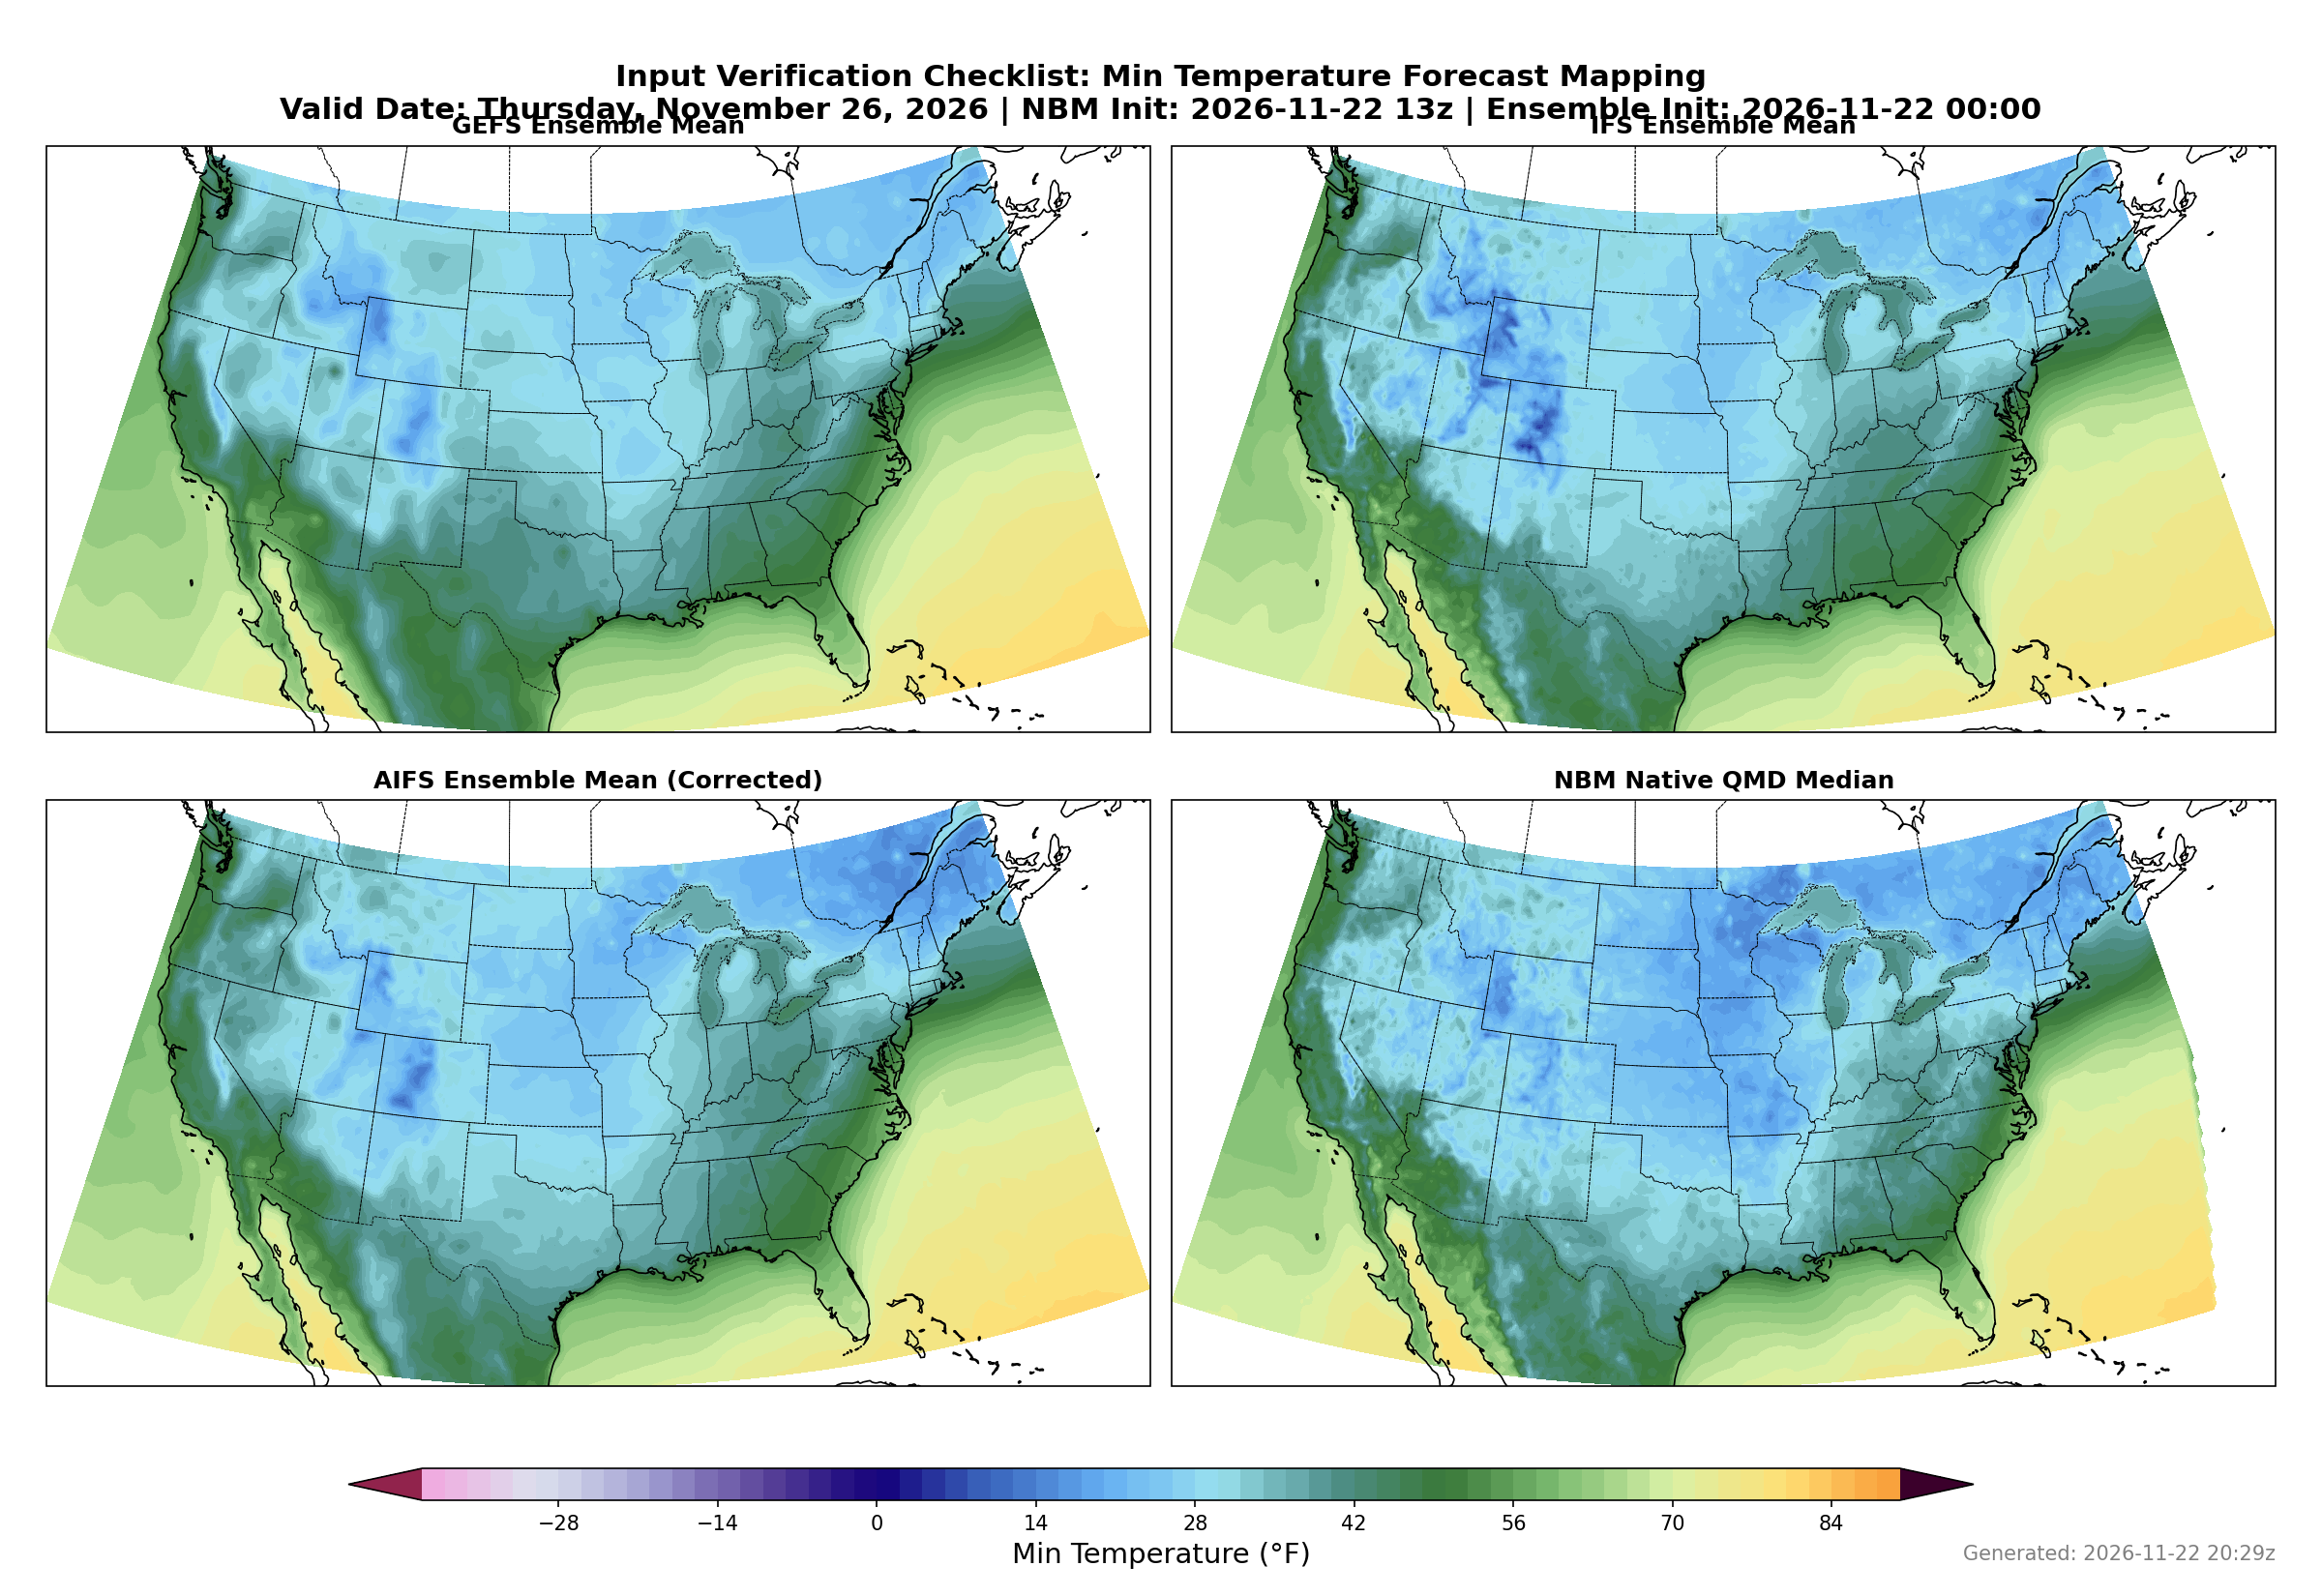 Input Verification Checklist: Min Temperature Forecast Mapping
Valid Date: Thursday, November 26, 2026 | NBM Init: 2026-11-22 13z | Ensemble Init: 2026-11-22 00:00
GEFS Ensemble Mean
IFS Ensemble Mean
AIFS Ensemble Mean (Corrected)
NBM Native QMD Median
−28 −14 0 14 28 42 56 70 84
Min Temperature (°F)
Generated: 2026-11-22 20:29z